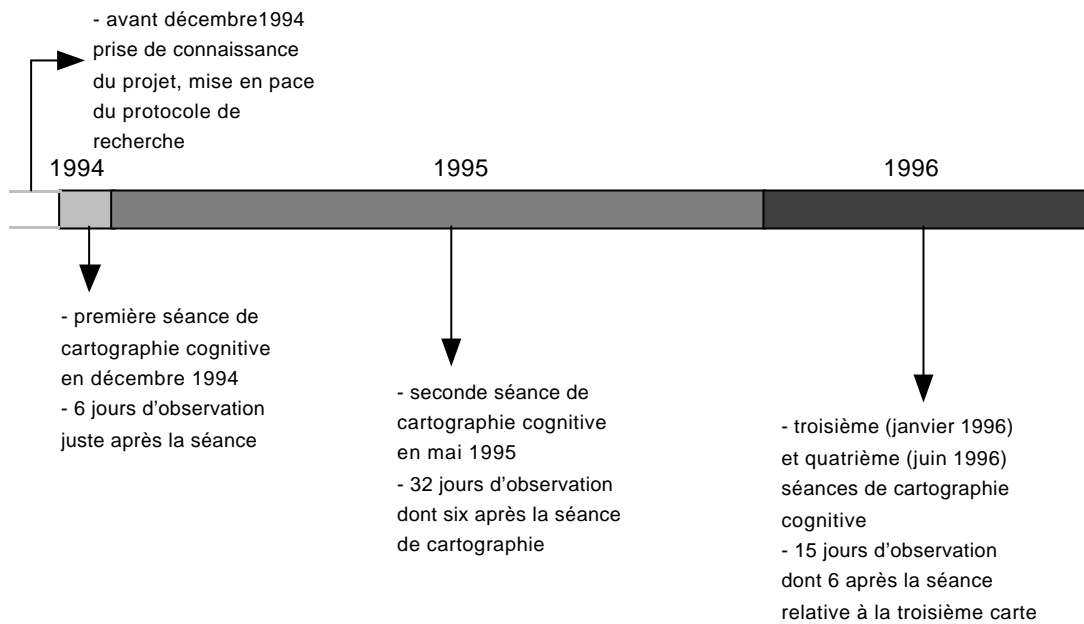 - avant décembre1994
prise de connaissance
du projet, mise en pace
du protocole de
recherche
1994
1995
1996
- première séance de
cartographie cognitive
en décembre 1994
- 6 jours d'observation
juste après la séance
- seconde séance de
cartographie cognitive
en mai 1995
- 32 jours d'observation
dont six après la séance
de cartographie
- troisième (janvier 1996)
et quatrième (juin 1996)
séances de cartographie
cognitive
- 15 jours d'observation
dont 6 après la séance
relative à la troisième carte